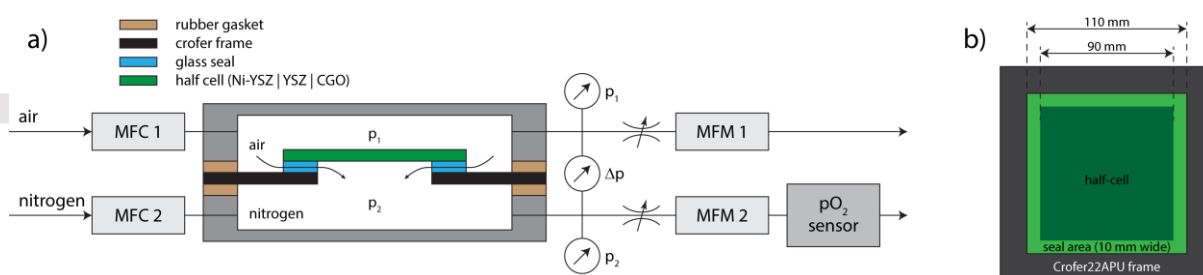 a)
rubber gasket
crofer frame
glass seal
half cell (Ni-YSZ | YSZ | CGO)
air
MFC 1
p1
air
p1
MFM 1
Δp
nitrogen
MFC 2
nitrogen
p2
MFM 2
pO2
sensor
p2
b)
110 mm
90 mm
half-cell
seal area (10 mm wide)
Crofer22APU frame